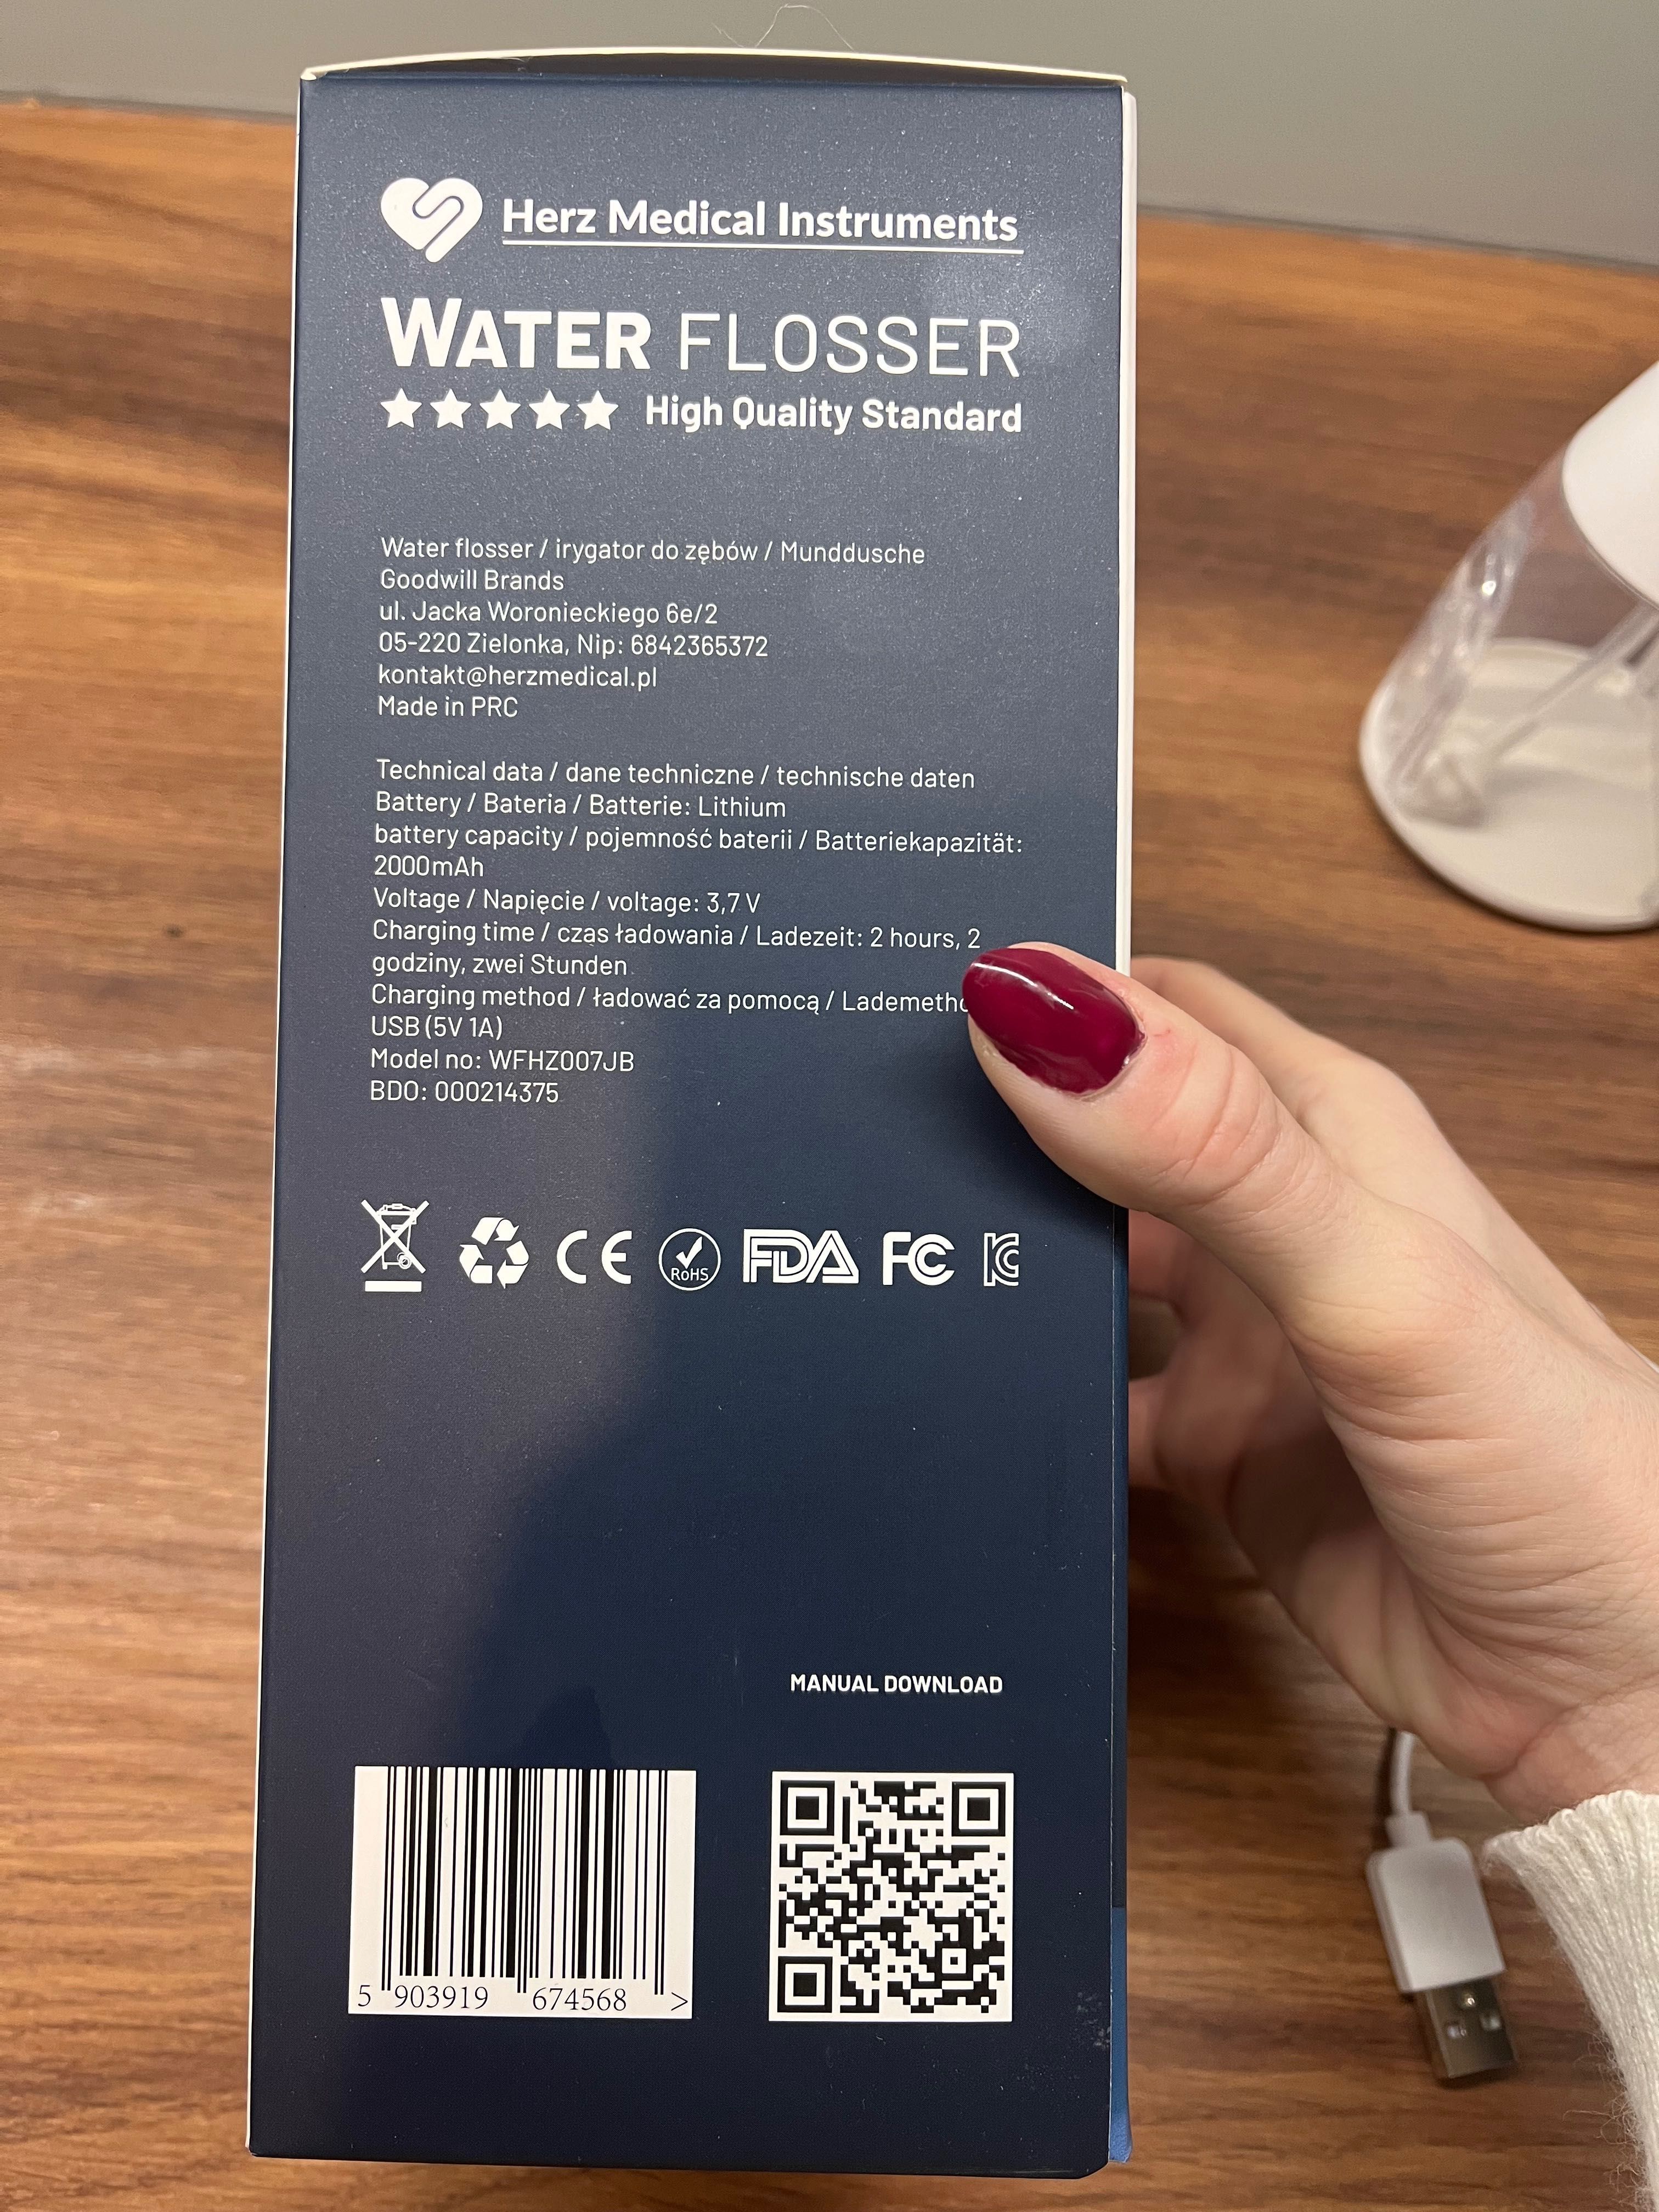 Herz Medical Instruments
WATER FLOSSER
High Quality Standard
Water flosser / irygator do zębów / Munddusche
Goodwill Brands
ul. Jacka Woronieckiego 6e/2
05-220 Zielonka, Nip: 6842365372
kontakt@herzmedical.pl
Made in PRC
Technical data / dane techniczne / technische daten
Battery / Bateria / Batterie: Lithium
battery capacity / pojemność baterii / Batteriekapazität:
2000mAh
Voltage / Napięcie / voltage: 3,7 V
Charging time / czas ładowania / Ladezeit: 2 hours, 2
godziny, zwei Stunden
Charging method / ładować za pomocą /
USB (5V 1A)
Model no: WFHZ007JB
BDO: 000214375
CE RoHS FDA FC KC
MANUAL DOWNLOAD
5 903919 674568 >